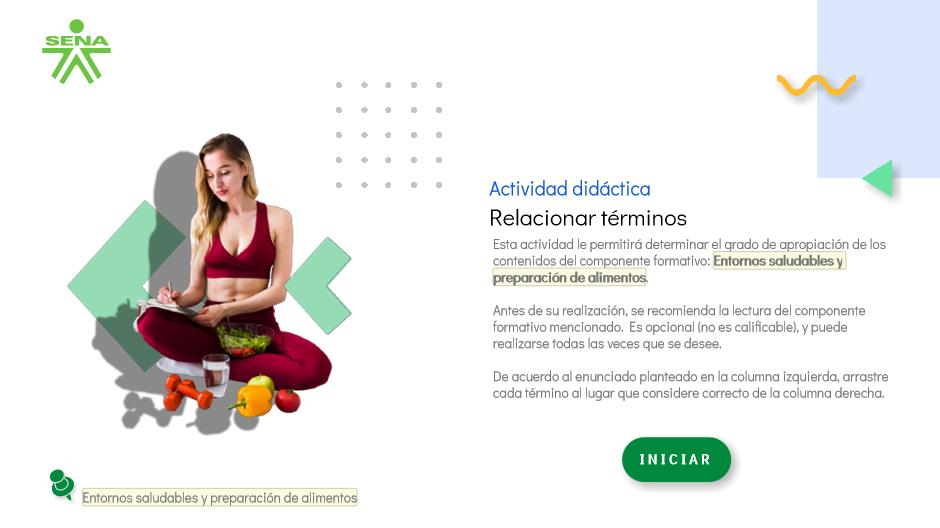 SENA
Actividad didáctica
Relacionar términos
Esta actividad le permitirá determinar el grado de apropiación de los
contenidos del componente formativo: Entornos saludables y
preparación de alimentos.
Antes de su realización, se recomienda la lectura del componente
formativo mencionado. Es opcional (no es calificable), y puede
realizarse todas las veces que se desee.
De acuerdo al enunciado planteado en la columna izquierda, arrastre
cada término al lugar que considere correcto de la columna derecha.
INICIAR
Entornos saludables y preparación de alimentos